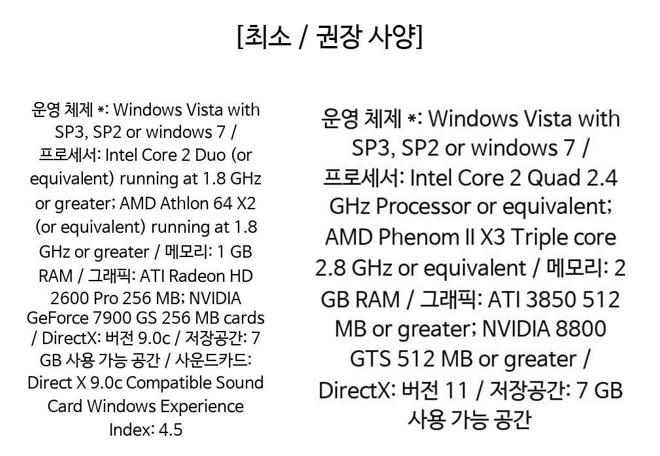 [최소 / 권장 사양]
운영 체제 *: Windows Vista with
SP3, SP2 or windows 7 /
프로세서: Intel Core 2 Duo (or
equivalent) running at 1.8 GHz
or greater; AMD Athlon 64 X2
(or equivalent) running at 1.8
GHz or greater / 메모리: 1 GB
RAM / 그래픽: ATI Radeon HD
2600 Pro 256 MB; NVIDIA
GeForce 7900 GS 256 MB cards
/ DirectX: 버전 9.0c / 저장공간: 7
GB 사용 가능 공간 / 사운드카드:
Direct X 9.0c Compatible Sound
Card Windows Experience
Index: 4.5
운영 체제 *: Windows Vista with
SP3, SP2 or windows 7 /
프로세서: Intel Core 2 Quad 2.4
GHz Processor or equivalent;
AMD Phenom II X3 Triple core
2.8 GHz or equivalent / 메모리: 2
GB RAM / 그래픽: ATI 3850 512
MB or greater; NVIDIA 8800
GTS 512 MB or greater /
DirectX: 버전 11 / 저장공간: 7 GB
사용 가능 공간